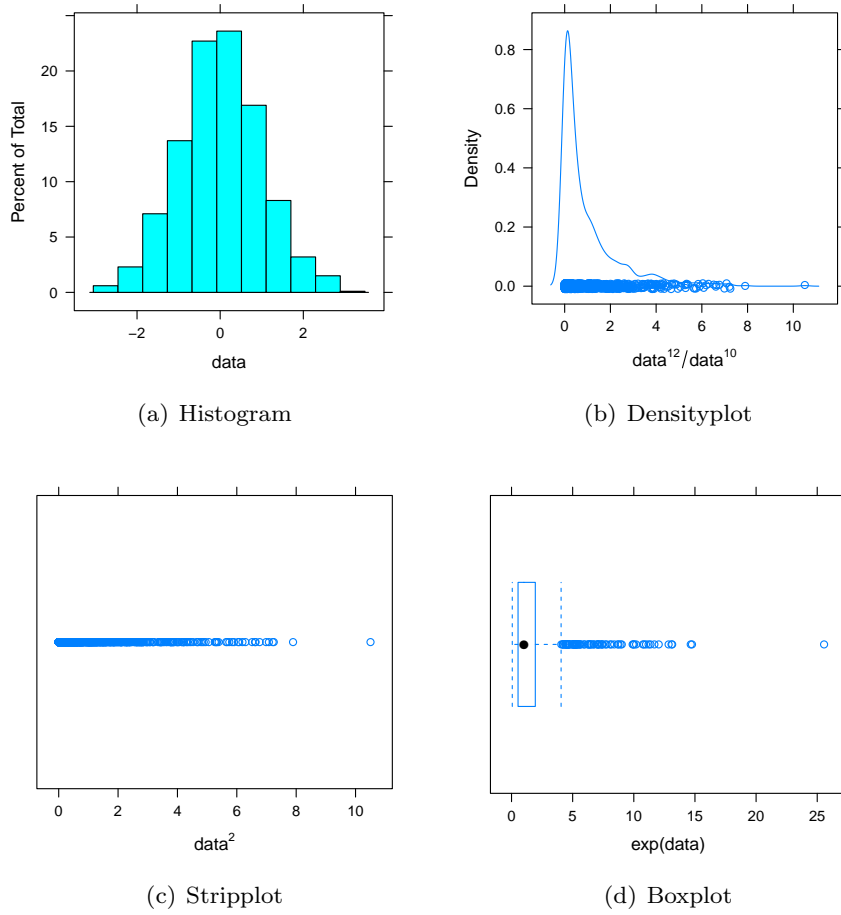 Percent of Total
20
15
10
5
0
−2 0 2
data
(a) Histogram
Density
0.8
0.6
0.4
0.2
0.0
0 2 4 6 8 10
data¹²/data¹⁰
(b) Densityplot
0 2 4 6 8 10
data²
(c) Stripplot
0 5 10 15 20 25
exp(data)
(d) Boxplot